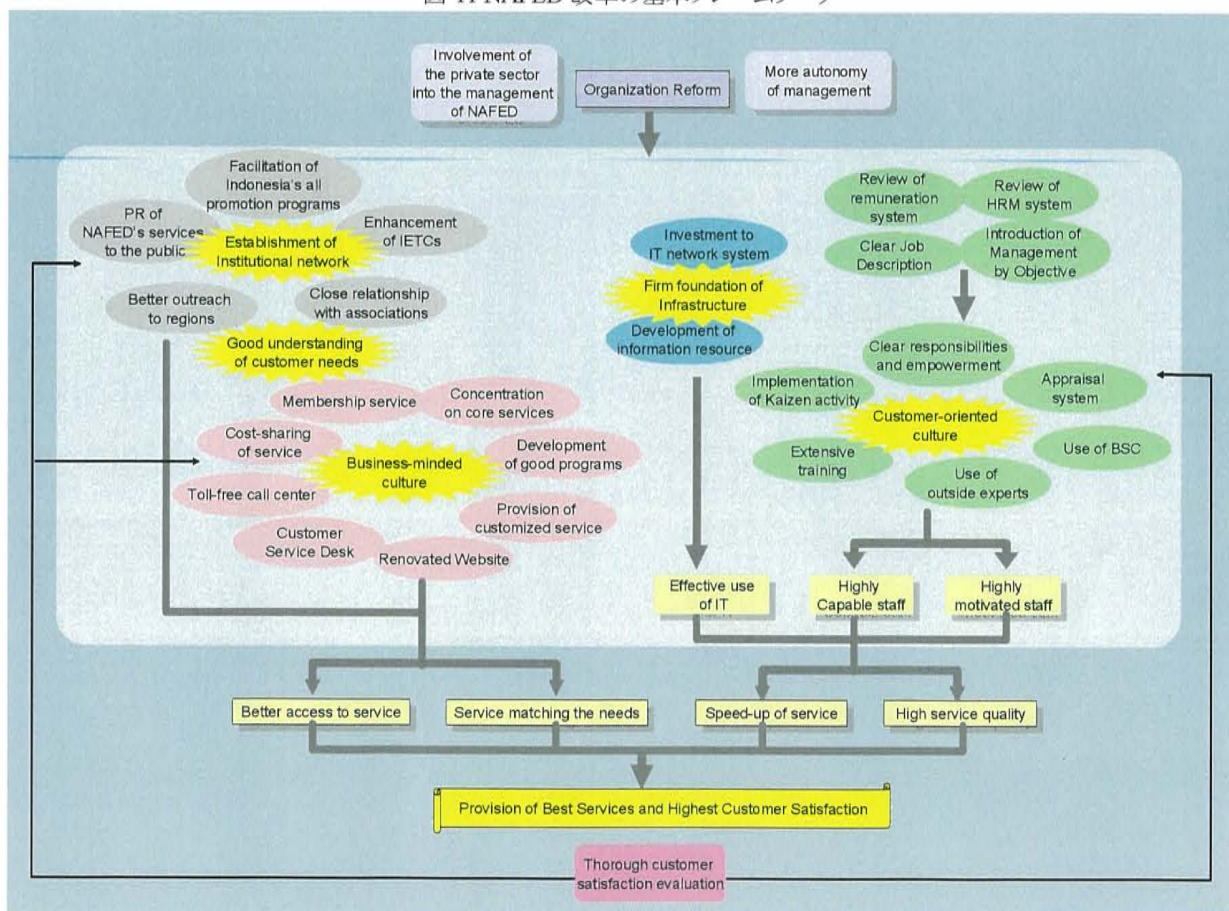 Involvement of
the private sector
into the management
of NAFED
Organization Reform
More autonomy
of management
Facilitation of
Indonesia's all
promotion programs
PR of
NAFED's services
to the public
Enhancement
of IETCs
Establishment of
Institutional network
Better outreach
to regions
Close relationship
with associations
Good understanding
of customer needs
Membership service
Concentration
on core services
Cost-sharing
of service
Business-minded
culture
Development
of good programs
Toll-free call center
Provision of
customized service
Customer
Service Desk
Renovated Website
Investment to
IT network system
Firm foundation of
Infrastructure
Development of
information resource
Review of
remuneration
system
Review of
HRM system
Clear Job
Description
Introduction of
Management
by Objective
Clear responsibilities
and empowerment
Implementation
of Kaizen activity
Appraisal
system
Customer-oriented
culture
Extensive
training
Use of BSC
Use of
outside experts
Effective use
of IT
Highly
Capable staff
Highly
motivated staff
Better access to service
Service matching the needs
Speed-up of service
High service quality
Provision of Best Services and Highest Customer Satisfaction
Thorough customer
satisfaction evaluation